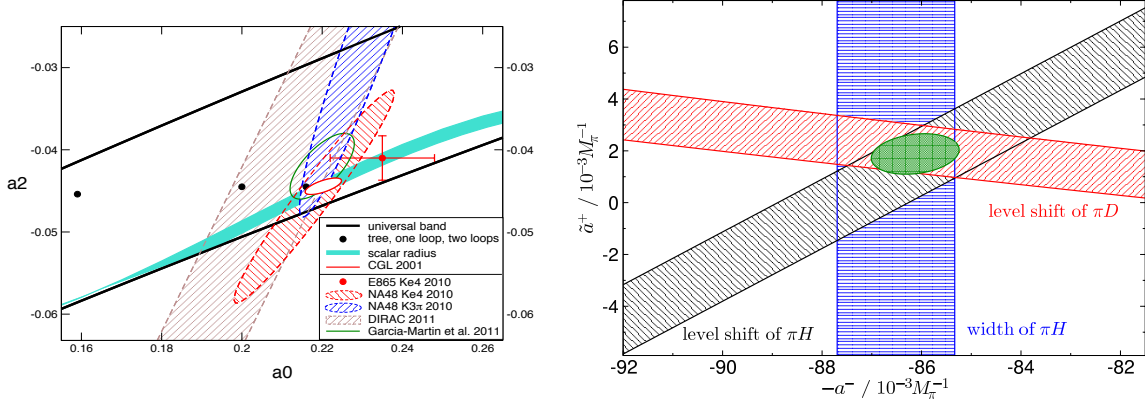 -0.03
-0.04
-0.05
-0.06
a2
-0.03
-0.04
-0.05
-0.06
universal band
tree, one loop, two loops
scalar radius
CGL 2001
E865 Ke4 2010
NA48 Ke4 2010
NA48 K3π 2010
DIRAC 2011
Garcia-Martin et al. 2011
0.16
0.2
0.22
0.24
0.26
a0
6
4
2
0
-2
-4
ã⁺ / 10⁻³M_π⁻¹
level shift of πD
level shift of πH
width of πH
-92
-90
-88
-86
-84
-82
−a⁻ / 10⁻³M_π⁻¹